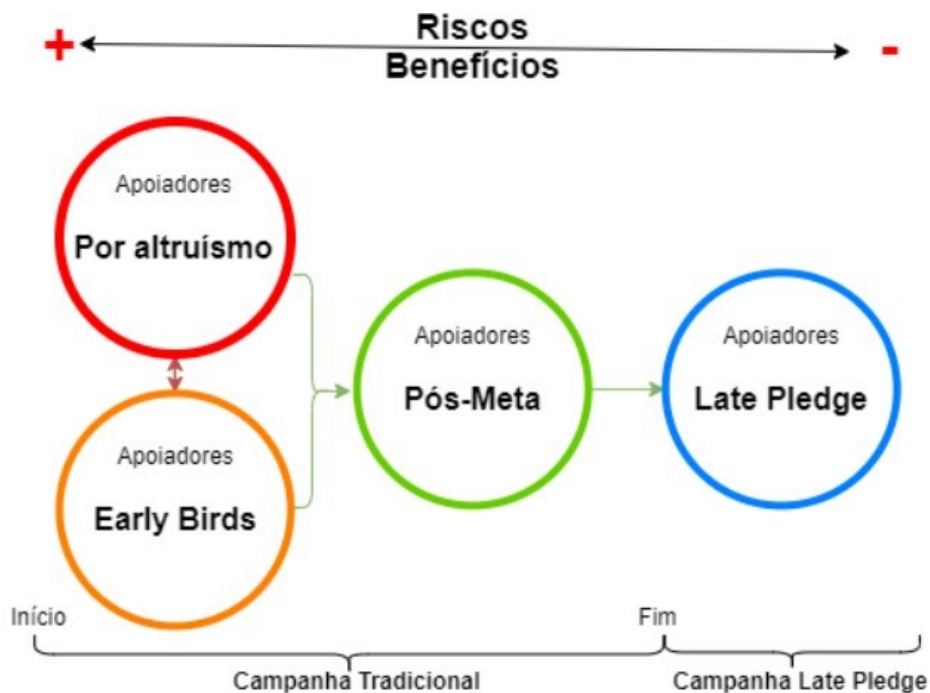 Riscos
+
-
Benefícios
Apoiadores
Por altruísmo
Apoiadores
Early Birds
Apoiadores
Pós-Meta
Apoiadores
Late Pledge
Início
Fim
Campanha Tradicional
Campanha Late Pledge